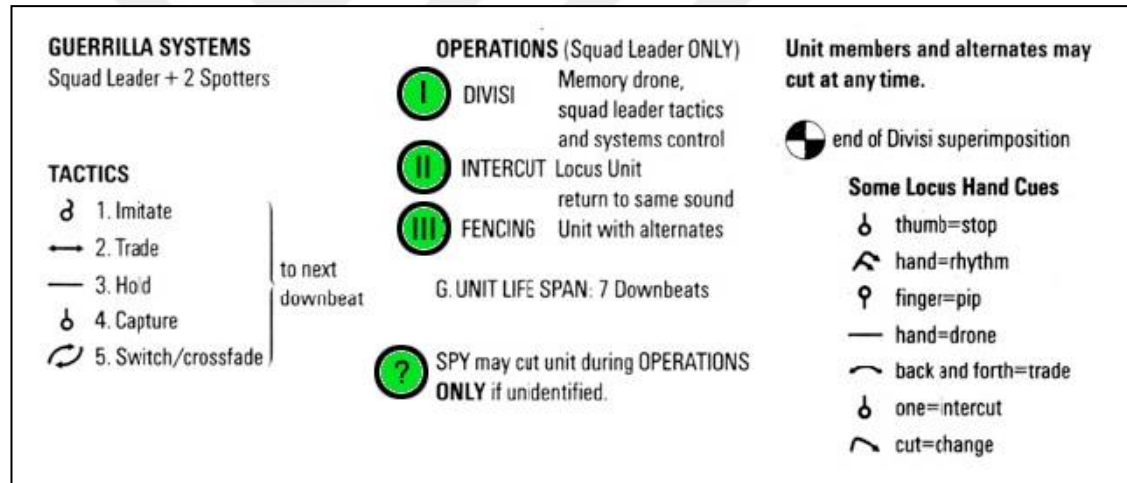 GUERRILLA SYSTEMS
Squad Leader + 2 Spotters
TACTICS
1. Imitate
2. Trade
3. Hold
4. Capture
5. Switch/crossfade
to next
downbeat
OPERATIONS (Squad Leader ONLY)
I DIVISI Memory drone,
squad leader tactics
and systems control
II INTERCUT Locus Unit
return to same sound
III FENCING Unit with alternates
G. UNIT LIFE SPAN: 7 Downbeats
? SPY may cut unit during OPERATIONS
ONLY if unidentified.
Unit members and alternates may
cut at any time.
end of Divisi superimposition
Some Locus Hand Cues
thumb=stop
hand=rhythm
finger=pip
hand=drone
back and forth=trade
one=intercut
cut=change